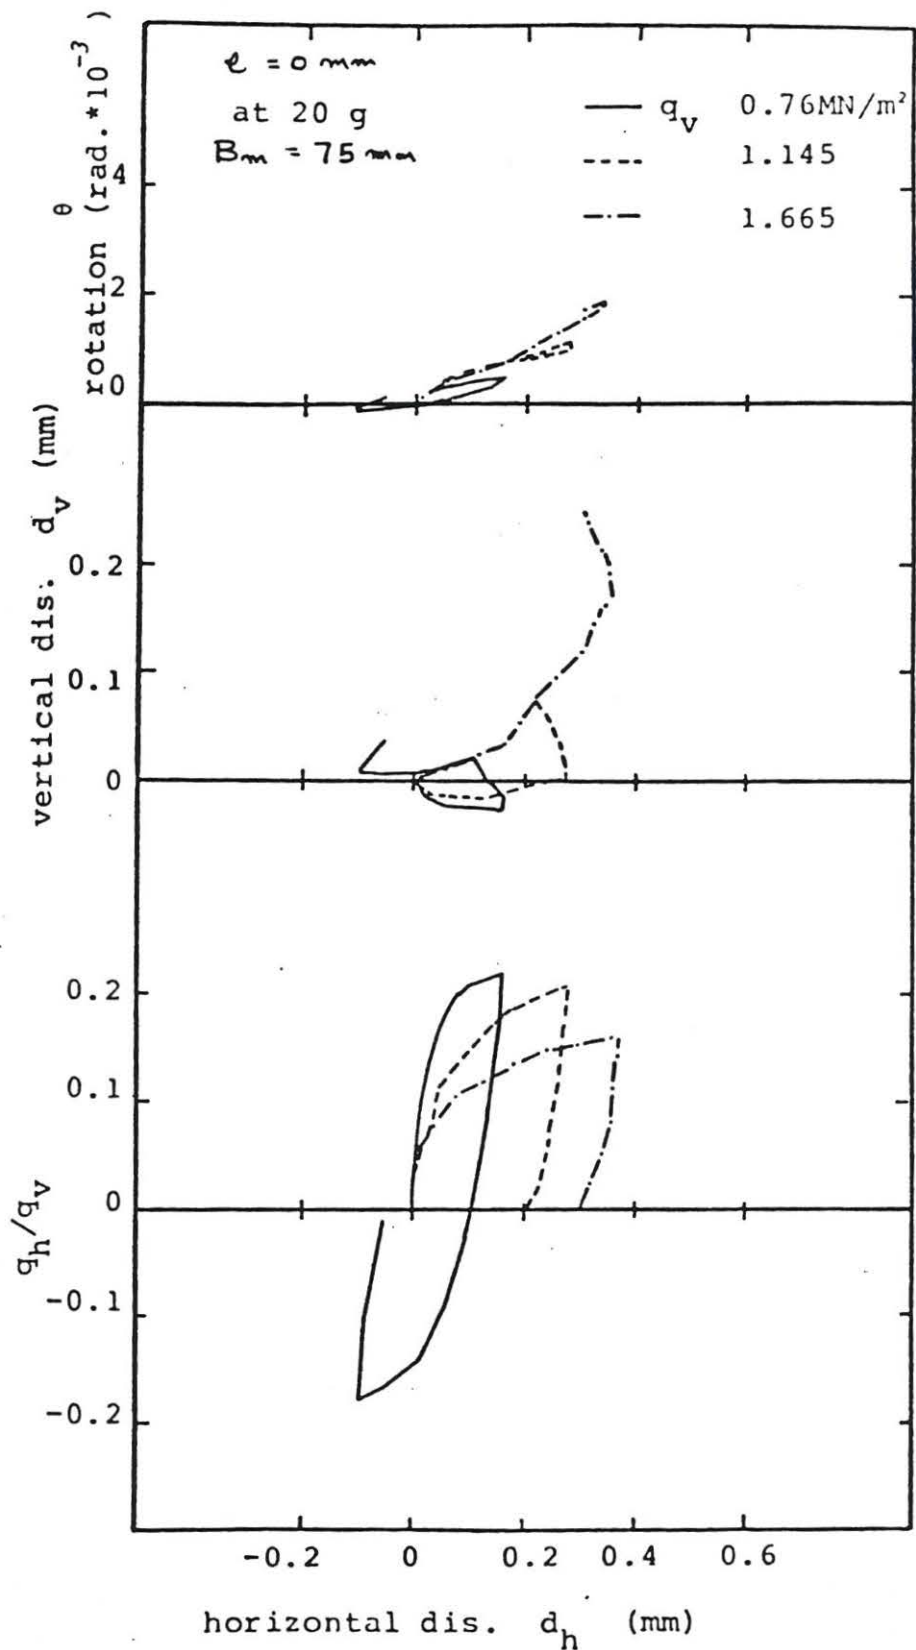 e = 0 mm
at 20 g
Bm = 75 mm
qv 0.76MN/m²
1.145
1.665
rotation θ (rad.*10⁻³)
4
2
0
vertical dis. dv (mm)
0.2
0.1
0
qh/qv
0.2
0.1
0
-0.1
-0.2
-0.2 0 0.2 0.4 0.6
horizontal dis. dh (mm)